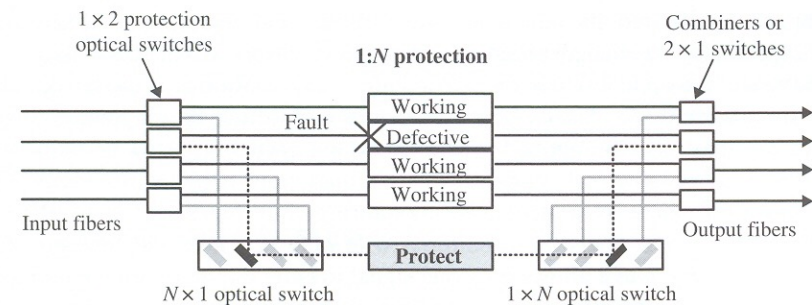 1 × 2 protection
optical switches
Combiners or
2 × 1 switches
1:N protection
Working
Fault
Defective
Working
Working
Input fibers
Output fibers
Protect
N × 1 optical switch
1 × N optical switch